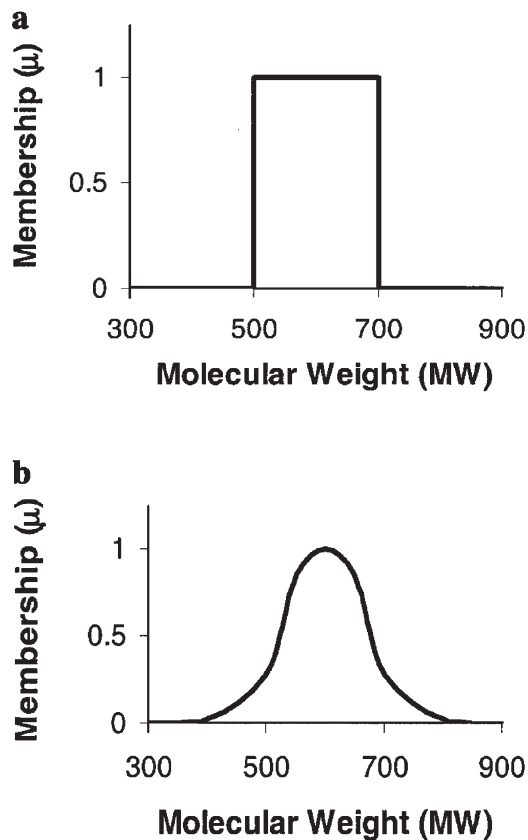 a
Membership (μ)
1
0.5
0
300 500 700 900
Molecular Weight (MW)
b
Membership (μ)
1
0.5
0
300 500 700 900
Molecular Weight (MW)